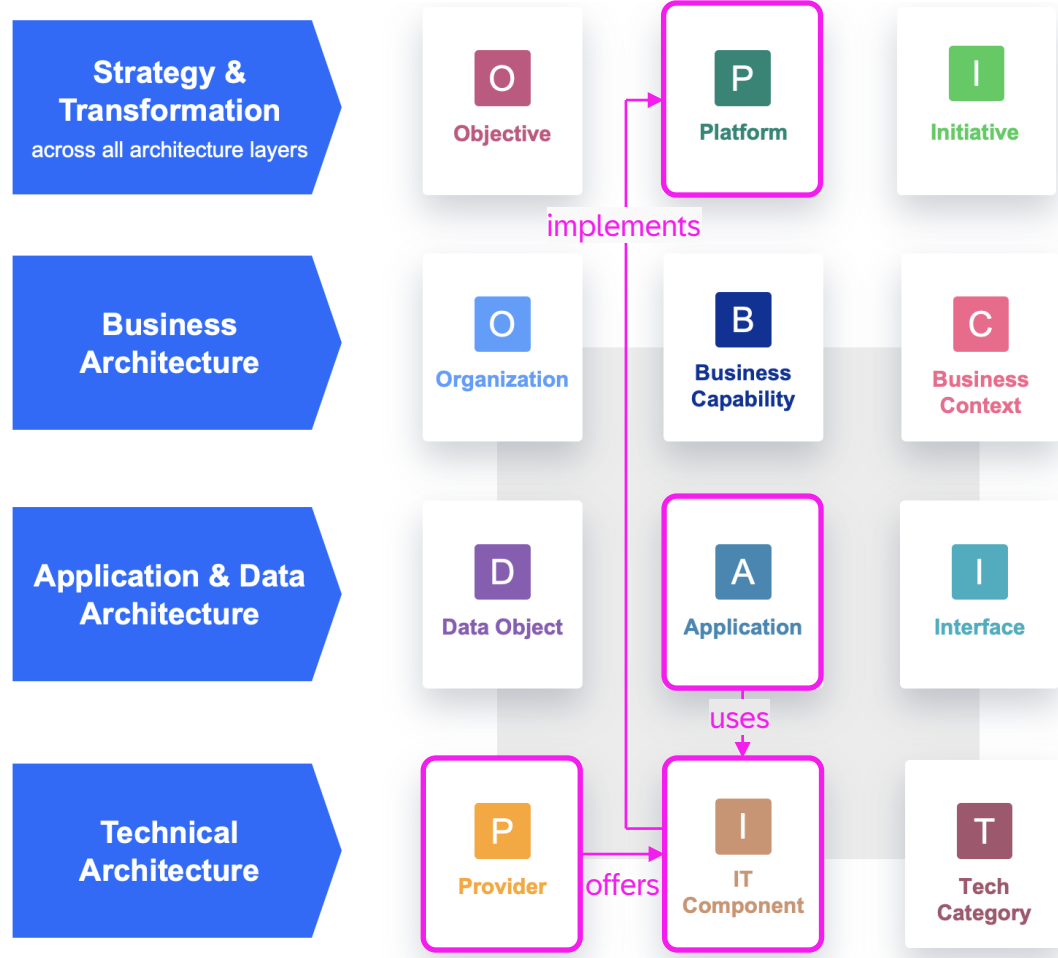 Strategy &
Transformation
across all architecture layers
O
Objective
P
Platform
I
Initiative
implements
Business
Architecture
O
Organization
B
Business
Capability
C
Business
Context
Application & Data
Architecture
D
Data Object
A
Application
I
Interface
uses
Technical
Architecture
P
Provider
offers
I
IT
Component
T
Tech
Category